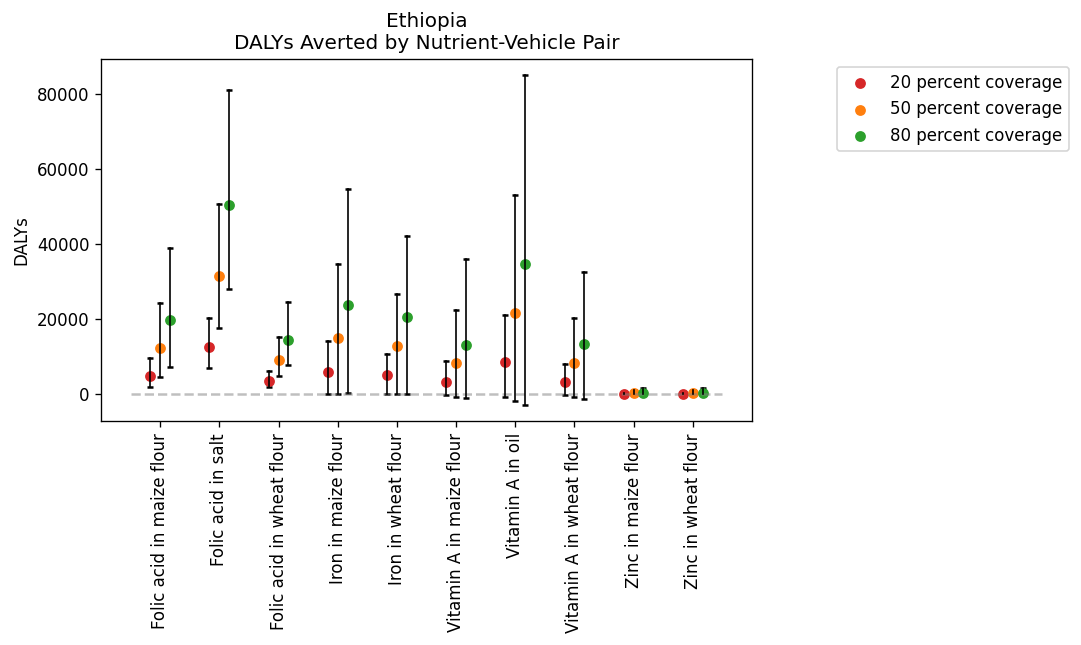 Ethiopia
DALYs Averted by Nutrient-Vehicle Pair
20 percent coverage
50 percent coverage
80 percent coverage
DALYs
80000
60000
40000
20000
0
Folic acid in maize flour
Folic acid in salt
Folic acid in wheat flour
Iron in maize flour
Iron in wheat flour
Vitamin A in maize flour
Vitamin A in oil
Vitamin A in wheat flour
Zinc in maize flour
Zinc in wheat flour